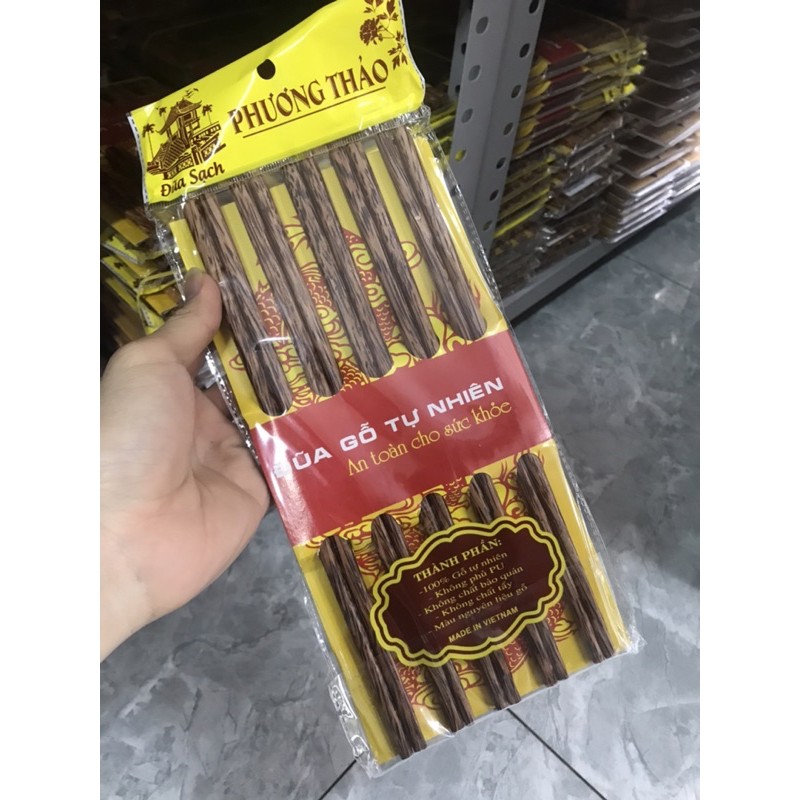 PHƯƠNG THẢO
Đũa Sạch
ĐŨA GỖ TỰ NHIÊN
An toàn cho sức khỏe
THÀNH PHẦN:
-100% Gỗ tự nhiên
- Không phủ PU
- Không chất bảo quản
- Không chất tẩy
- Màu nguyên liệu gỗ
MADE IN VIETNAM